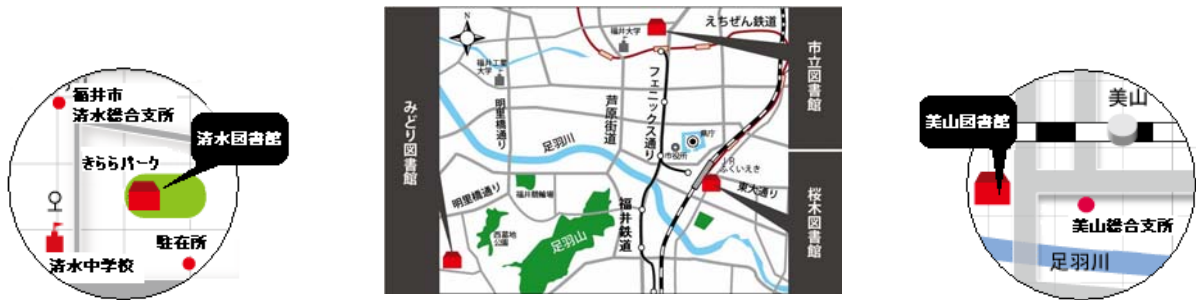 福井市
清水総合支所
清水図書館
きららパーク
駐在所
清水中学校
みどり図書館
N
えちぜん鉄道
福井大学
福井工業
大学
明里橋通り
芦原街道
フェニックス通り
足羽川
県庁
市役所
JR
ふくいえき
東大通り
明里橋通り
福井競輪場
西墓地
公園
足羽山
福井鉄道
市立図書館
桜木図書館
美山
美山図書館
美山総合支所
足羽川